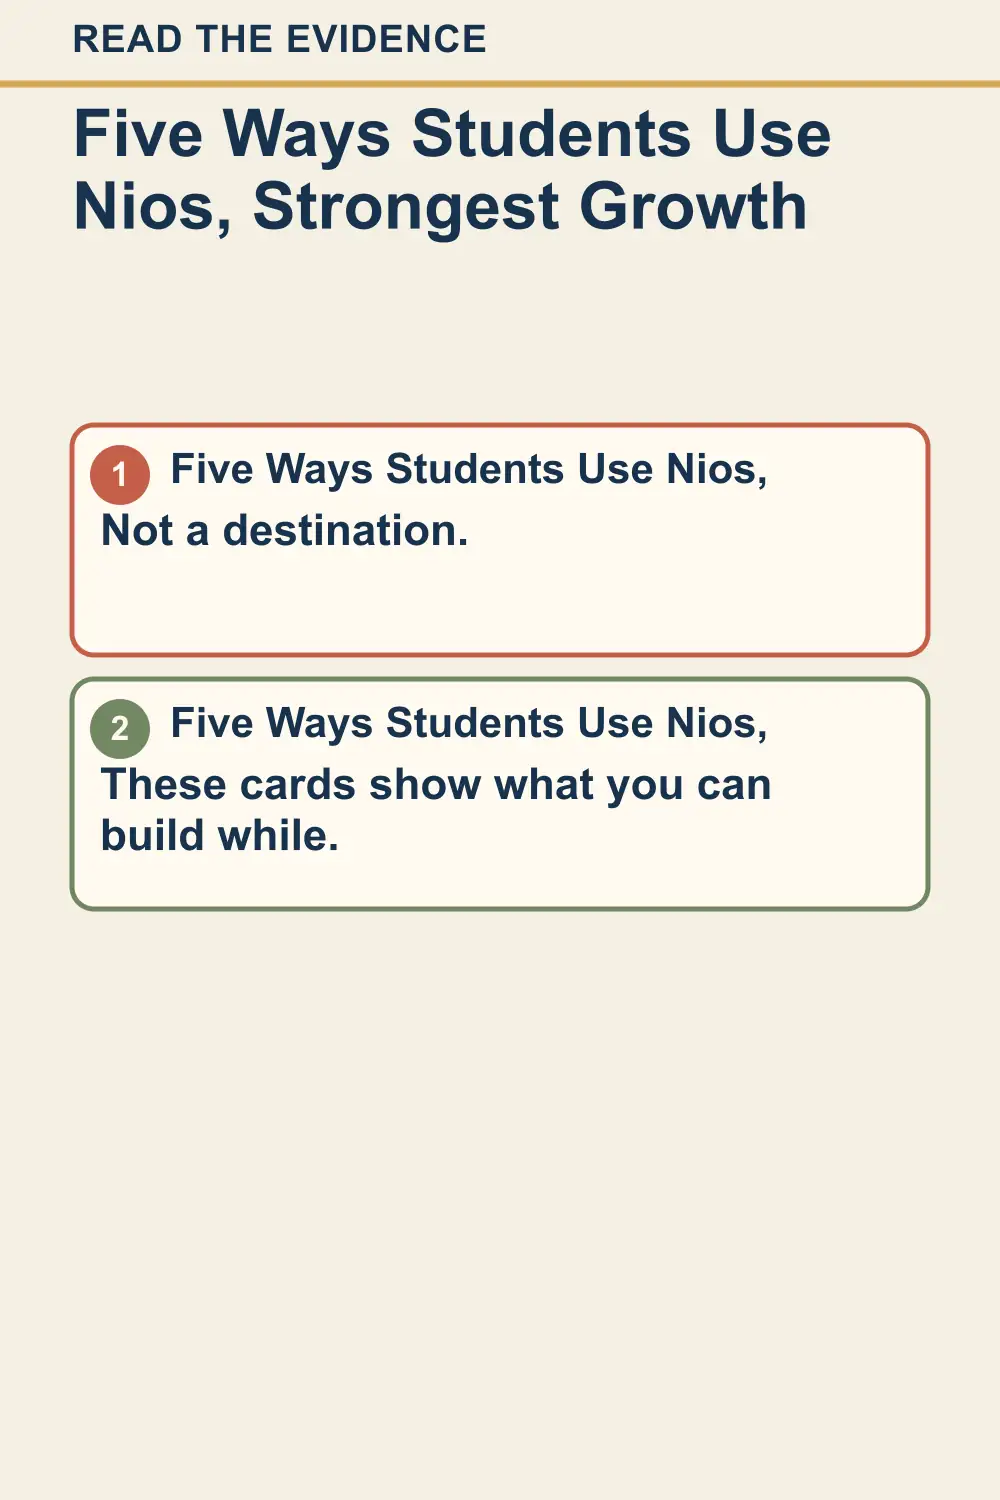 READ THE EVIDENCE
Five Ways Students Use
Nios, Strongest Growth
1 Five Ways Students Use Nios,
Not a destination.
2 Five Ways Students Use Nios,
These cards show what you can
build while.